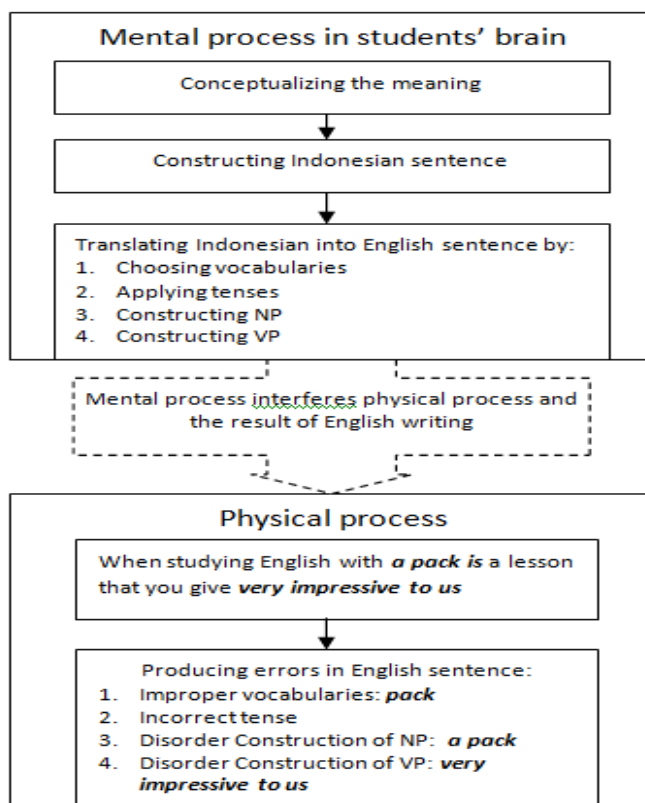 Mental process in students’ brain
Conceptualizing the meaning
Constructing Indonesian sentence
Translating Indonesian into English sentence by:
1. Choosing vocabularies
2. Applying tenses
3. Constructing NP
4. Constructing VP
Mental process interferes physical process and
the result of English writing
Physical process
When studying English with a pack is a lesson
that you give very impressive to us
Producing errors in English sentence:
1. Improper vocabularies: pack
2. Incorrect tense
3. Disorder Construction of NP: a pack
4. Disorder Construction of VP: very
impressive to us